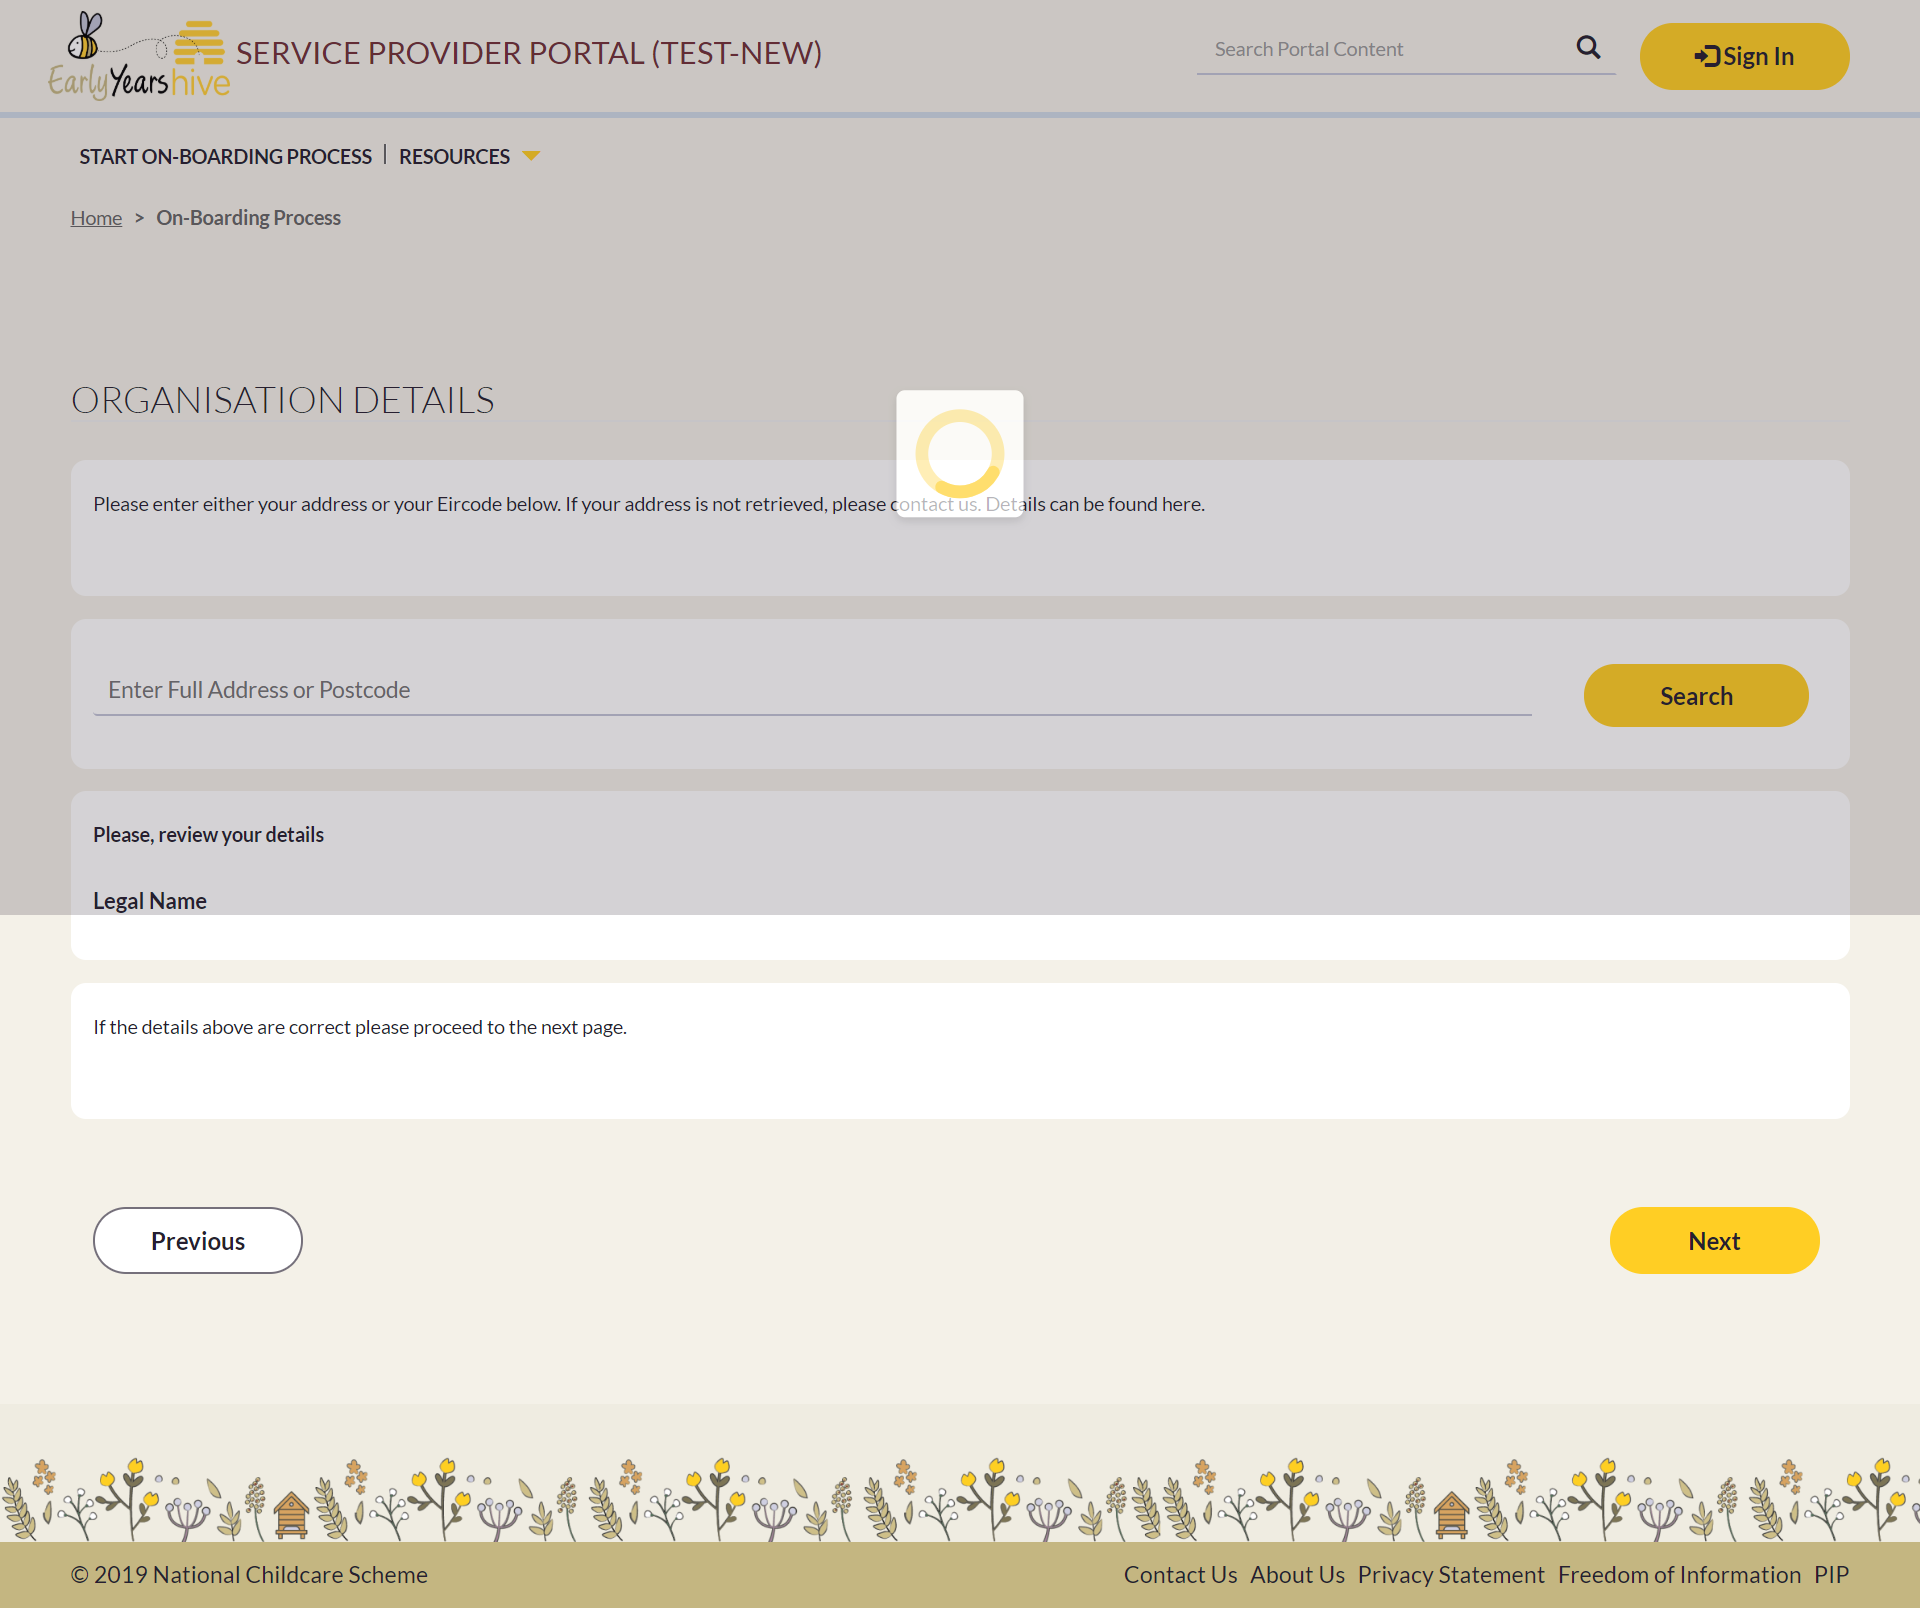 EarlyYearshive
SERVICE PROVIDER PORTAL (TEST-NEW)
Search Portal Content
Sign In
START ON-BOARDING PROCESS | RESOURCES
Home > On-Boarding Process
ORGANISATION DETAILS
Please enter either your address or your Eircode below. If your address is not retrieved, please contact us. Details can be found here.
Enter Full Address or Postcode
Search
Please, review your details
Legal Name
If the details above are correct please proceed to the next page.
Previous
Next
© 2019 National Childcare Scheme
Contact Us About Us Privacy Statement Freedom of Information PIP